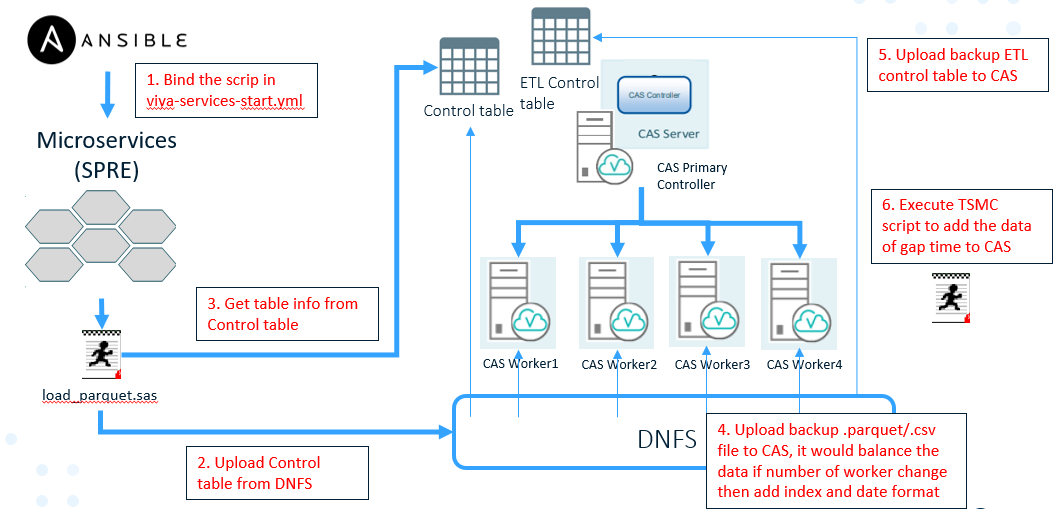 ANSIBLE
1. Bind the scrip in
viya-services-start.yml
Microservices
(SPRE)
3. Get table info from
Control table
load_parquet.sas
2. Upload Control
table from DNFS
Control table
ETL Control
table
CAS Controller
CAS Server
CAS Primary
Controller
CAS Worker1
CAS Worker2
CAS Worker3
CAS Worker4
DNFS
4. Upload backup .parquet/.csv
file to CAS, it would balance the
data if number of worker change
then add index and date format
5. Upload backup ETL
control table to CAS
6. Execute TSMC
script to add the data
of gap time to CAS